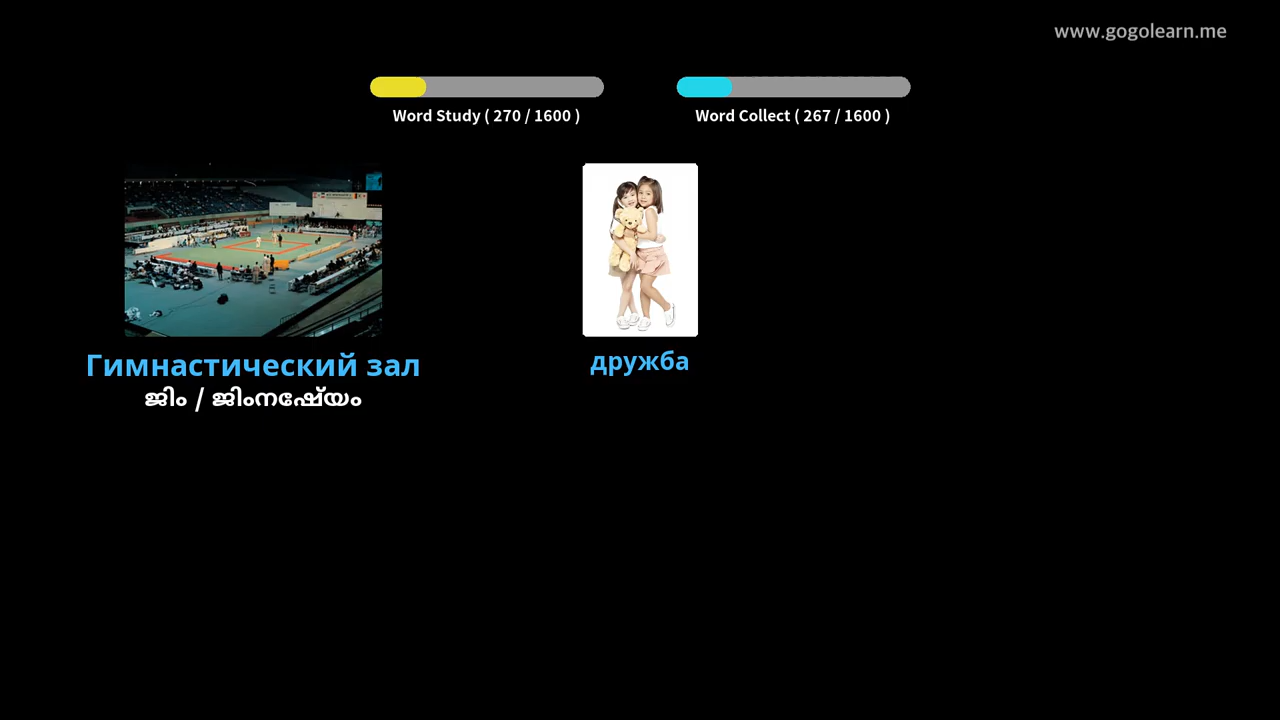 www.gogolearn.me
Word Study ( 270 / 1600 )
Word Collect ( 267 / 1600 )
Гимнастический зал
ജിം / ജിംനഷ്യേം
дружба